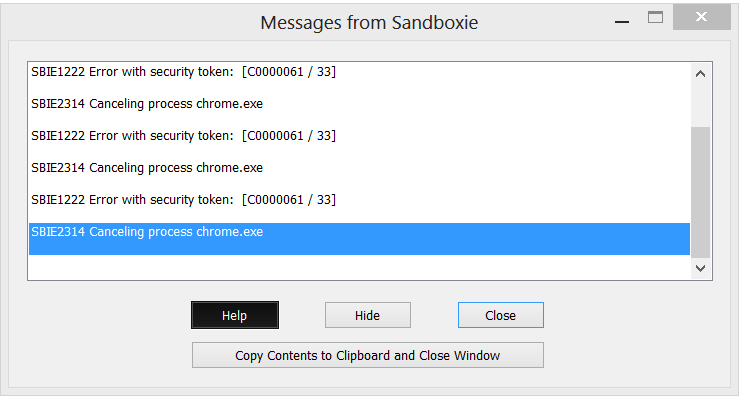 Messages from Sandboxie
SBIE1222 Error with security token:  [C0000061 / 33]
SBIE2314 Canceling process chrome.exe
SBIE1222 Error with security token:  [C0000061 / 33]
SBIE2314 Canceling process chrome.exe
SBIE1222 Error with security token:  [C0000061 / 33]
SBIE2314 Canceling process chrome.exe
Help Hide Close
Copy Contents to Clipboard and Close Window